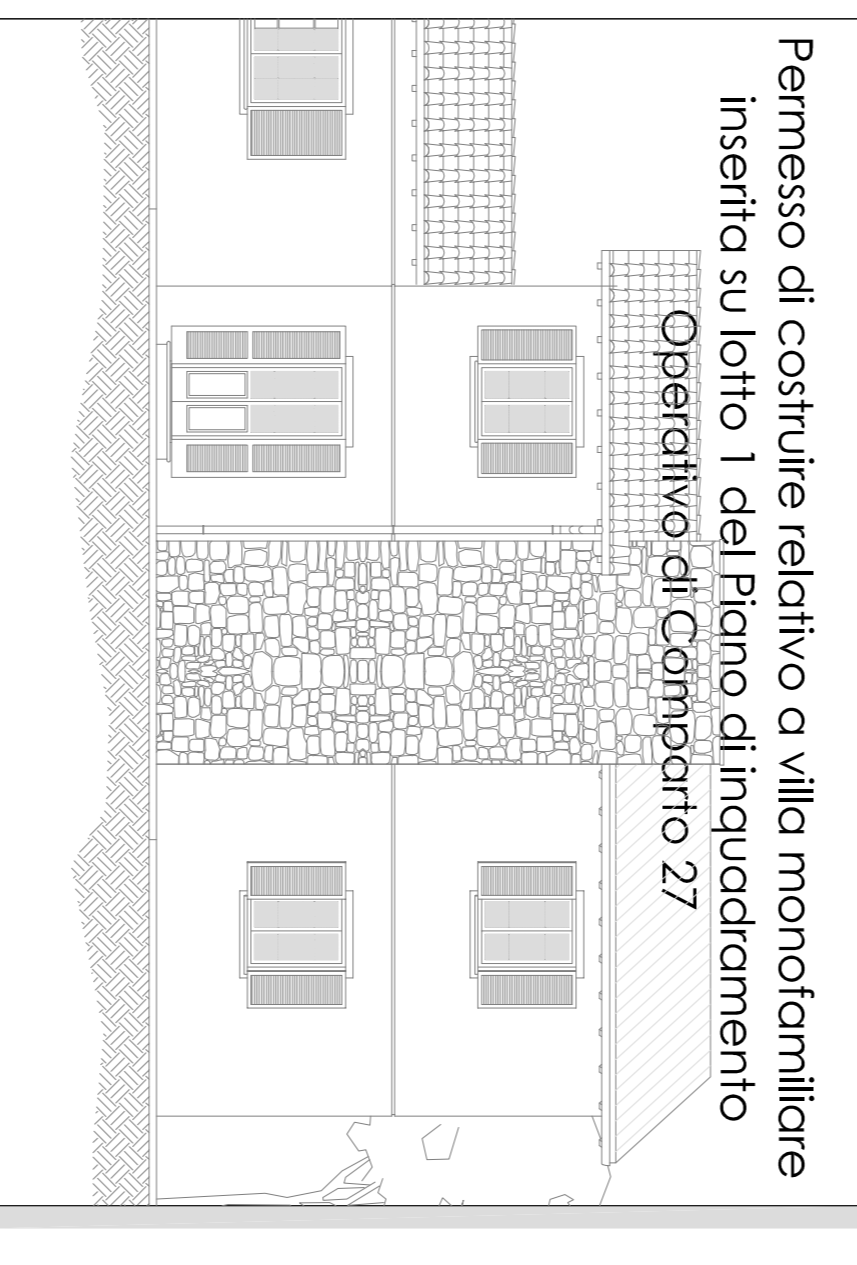 Permesso di costruire relativo a villa monofamiliare
inserita su lotto 1 del Piano di inquadramento
Operativo di Comparto 27